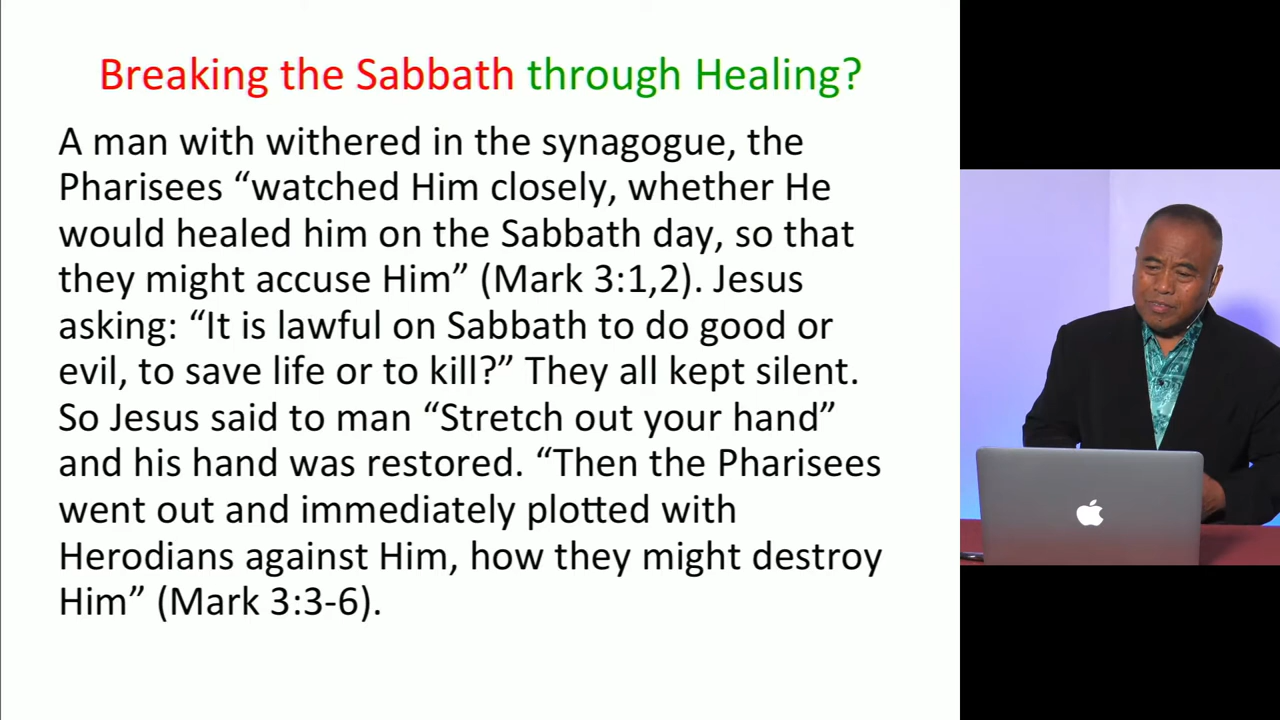 Breaking the Sabbath through Healing?
A man with withered in the synagogue, the
Pharisees “watched Him closely, whether He
would healed him on the Sabbath day, so that
they might accuse Him” (Mark 3:1,2). Jesus
asking: “It is lawful on Sabbath to do good or
evil, to save life or to kill?” They all kept silent.
So Jesus said to man “Stretch out your hand”
and his hand was restored. “Then the Pharisees
went out and immediately plotted with
Herodians against Him, how they might destroy
Him” (Mark 3:3-6).